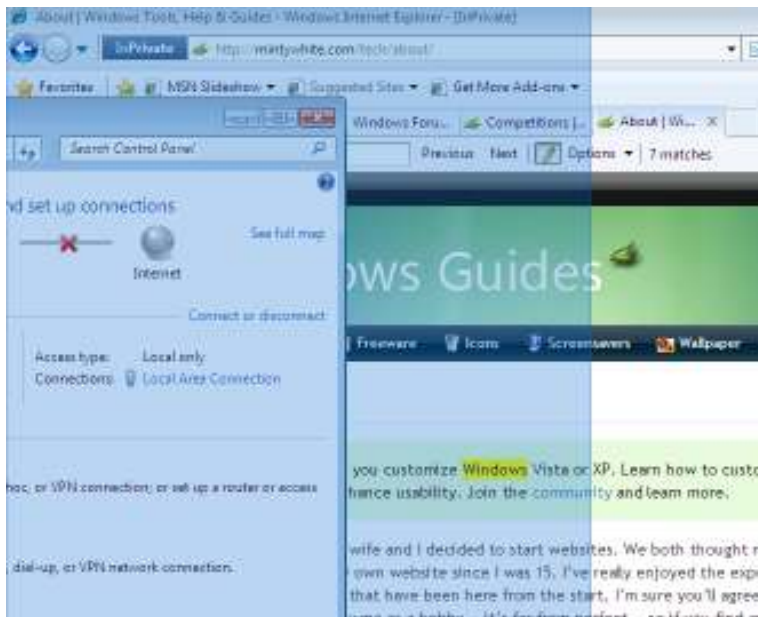 About | Windows Tools, Help & Guides - Windows Internet Explorer - [InPrivate]
InPrivate http://mintywhite.com/tech/about/
Favorites MSN Slideshow Suggested Sites Get More Add-ons
Windows Foru... Competitions |... About | Wi... X
Search Control Panel
Previous Next Options 7 matches
nd set up connections
See full map
Internet
ows Guides
Connect or disconnect
Freeware Icons Screensavers Wallpaper
Access type: Local only
Connections: Local Area Connection
you customize Windows Vista or XP. Learn how to custo
hance usability. Join the community and learn more.
hoc, or VPN connection; or set up a router or access
wife and I decided to start websites. We both thought
own website since I was 15. I've really enjoyed the exp
, dial-up, or VPN network connection.
that have been here from the start, I'm sure you'll agree